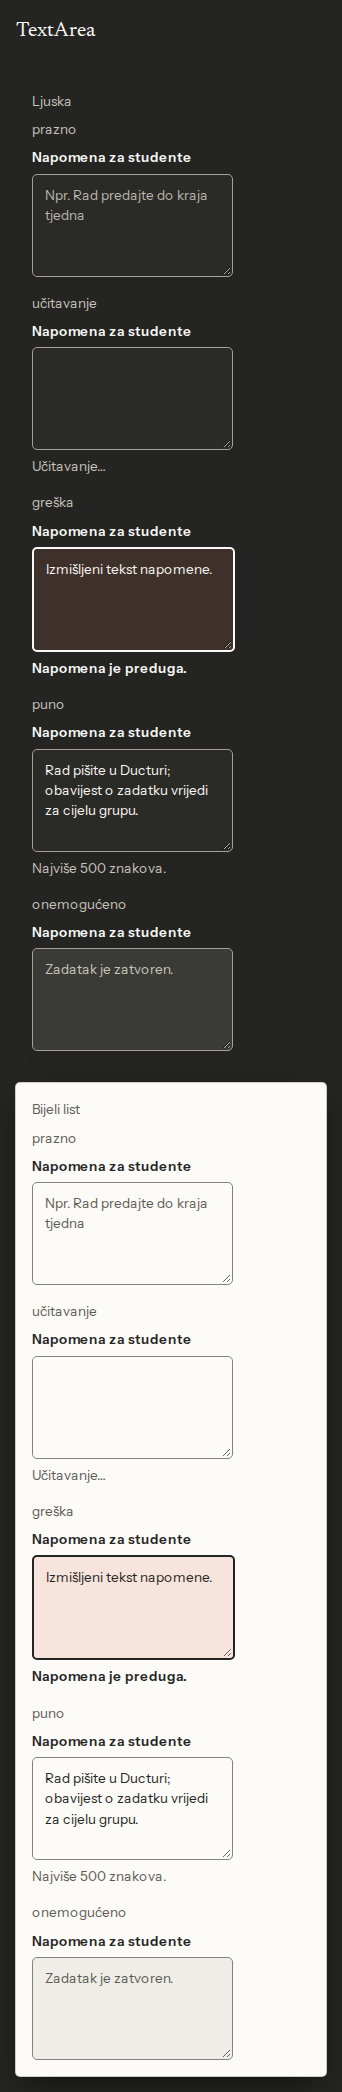 TextArea
Ljuska
prazno
Napomena za studente
Npr. Rad predajte do kraja
tjedna
učitavanje
Napomena za studente
Učitavanje…
greška
Napomena za studente
Izmišljeni tekst napomene.
Napomena je preduga.
puno
Napomena za studente
Rad pišite u Ducturi;
obavijest o zadatku vrijedi
za cijelu grupu.
Najviše 500 znakova.
onemogućeno
Napomena za studente
Zadatak je zatvoren.
Bijeli list
prazno
Napomena za studente
Npr. Rad predajte do kraja
tjedna
učitavanje
Napomena za studente
Učitavanje…
greška
Napomena za studente
Izmišljeni tekst napomene.
Napomena je preduga.
puno
Napomena za studente
Rad pišite u Ducturi;
obavijest o zadatku vrijedi
za cijelu grupu.
Najviše 500 znakova.
onemogućeno
Napomena za studente
Zadatak je zatvoren.